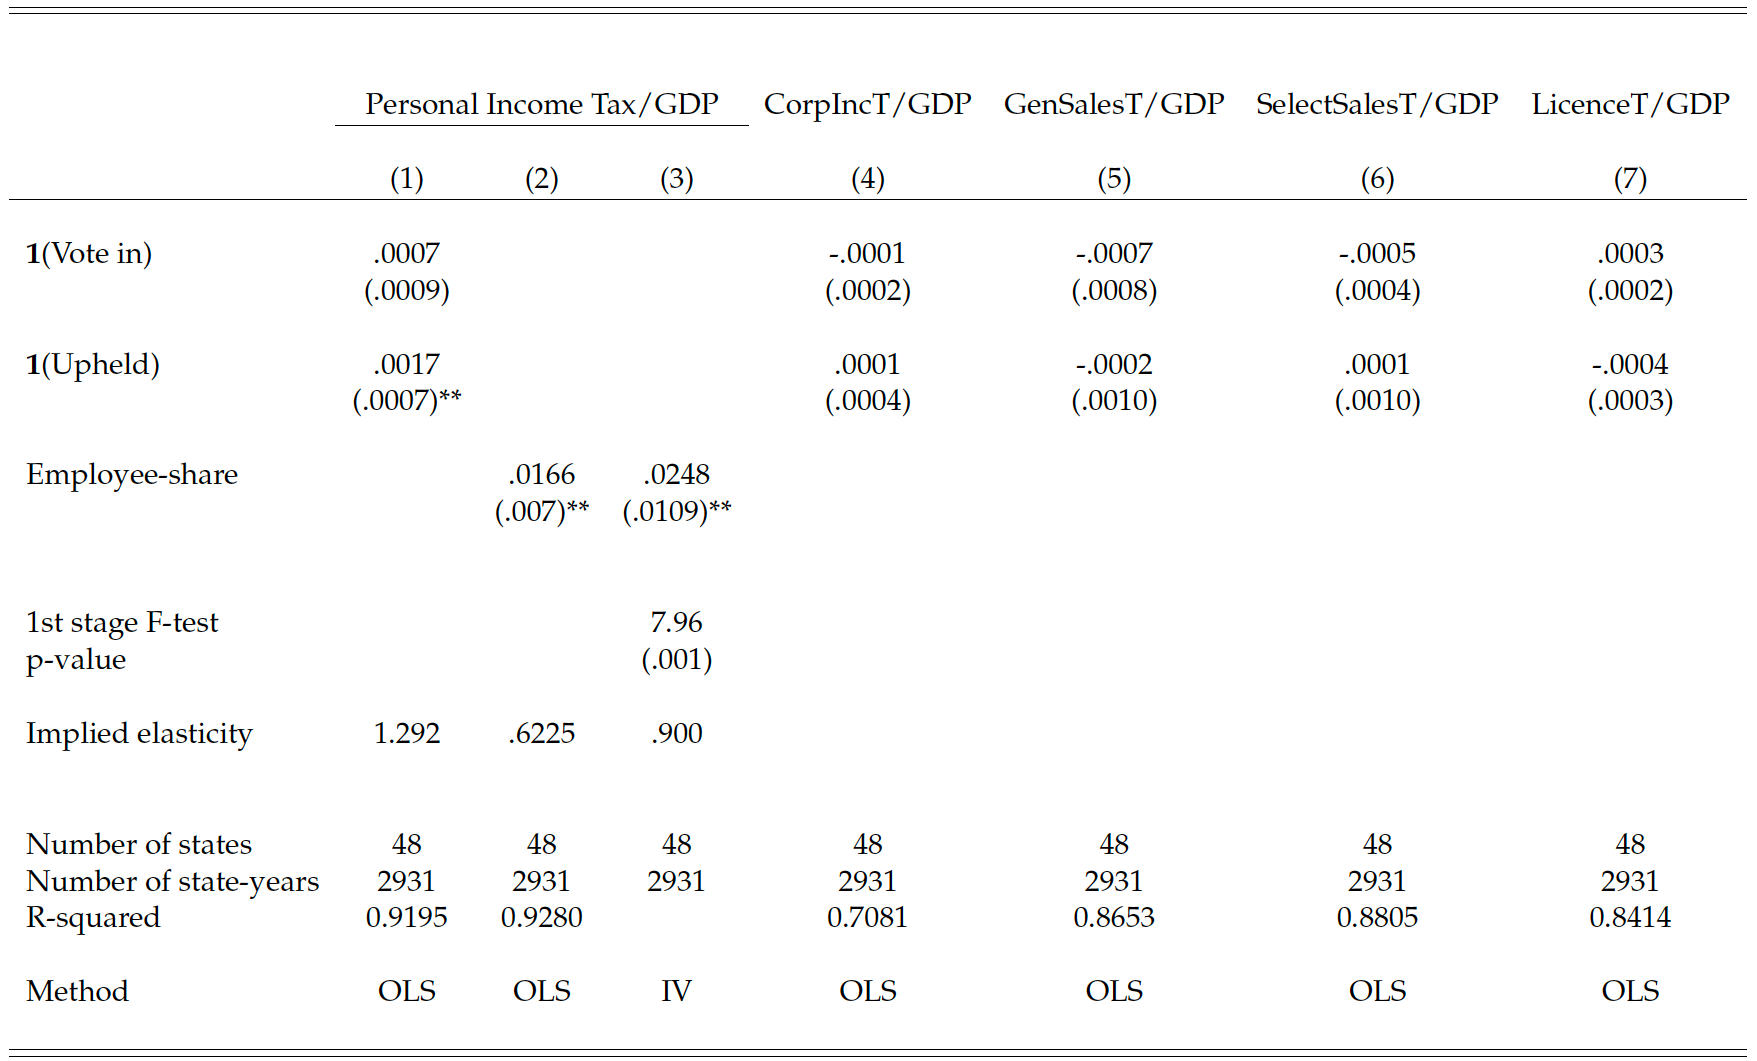 Personal Income Tax/GDP CorpIncT/GDP GenSalesT/GDP SelectSalesT/GDP LicenceT/GDP
(1) (2) (3) (4) (5) (6) (7)
1(Vote in) .0007 -.0001 -.0007 -.0005 .0003
(.0009) (.0002) (.0008) (.0004) (.0002)
1(Upheld) .0017 .0001 -.0002 .0001 -.0004
(.0007)** (.0004) (.0010) (.0010) (.0003)
Employee-share .0166 .0248
(.007)** (.0109)**
1st stage F-test 7.96
p-value (.001)
Implied elasticity 1.292 .6225 .900
Number of states 48 48 48 48 48 48 48
Number of state-years 2931 2931 2931 2931 2931 2931 2931
R-squared 0.9195 0.9280 0.7081 0.8653 0.8805 0.8414
Method OLS OLS IV OLS OLS OLS OLS